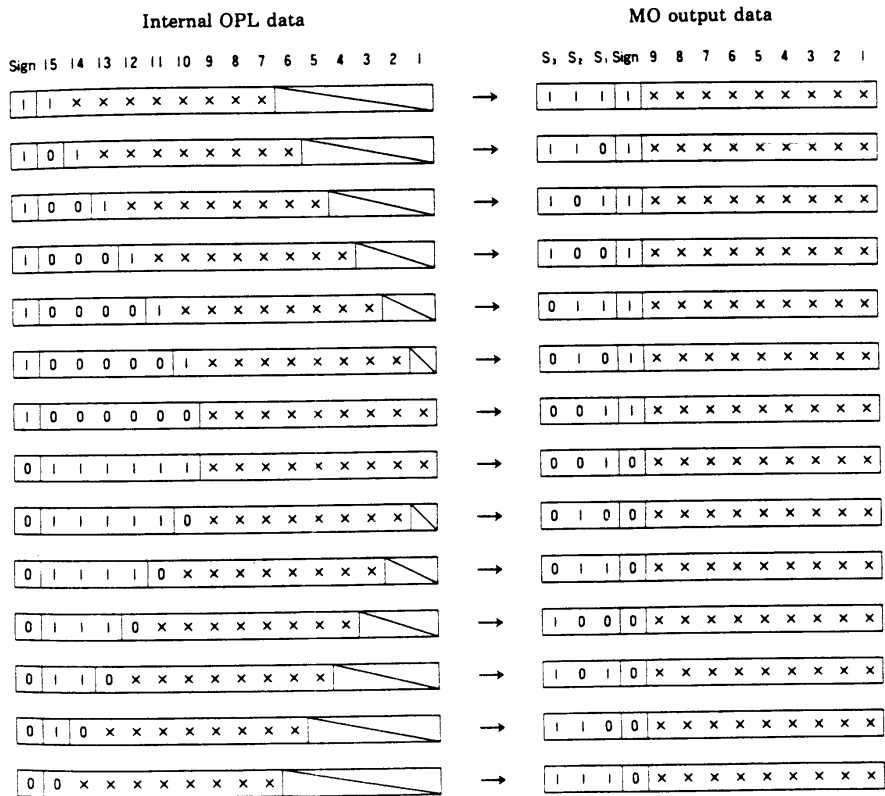 Internal OPL data MO output data
Sign 15 14 13 12 11 10 9 8 7 6 5 4 3 2 1 S₃ S₂ S₁ Sign 9 8 7 6 5 4 3 2 1
1 1 × × × × × × × × → 1 1 1 1 × × × × × × × × ×
1 0 1 × × × × × × × × → 1 1 0 1 × × × × × × × × ×
1 0 0 1 × × × × × × × × → 1 0 1 1 × × × × × × × × ×
1 0 0 0 1 × × × × × × × × → 1 0 0 1 × × × × × × × × ×
1 0 0 0 0 1 × × × × × × × × → 0 1 1 1 × × × × × × × × ×
1 0 0 0 0 0 1 × × × × × × × × → 0 1 0 1 × × × × × × × × ×
1 0 0 0 0 0 0 × × × × × × × × × → 0 0 1 1 × × × × × × × × ×
0 1 1 1 1 1 1 × × × × × × × × × → 0 0 1 0 × × × × × × × × ×
0 1 1 1 1 1 0 × × × × × × × × → 0 1 0 0 × × × × × × × × ×
0 1 1 1 1 0 × × × × × × × × → 0 1 1 0 × × × × × × × × ×
0 1 1 1 0 × × × × × × × × → 1 0 0 0 × × × × × × × × ×
0 1 1 0 × × × × × × × × → 1 0 1 0 × × × × × × × × ×
0 1 0 × × × × × × × × → 1 1 0 0 × × × × × × × × ×
0 0 × × × × × × × × → 1 1 1 0 × × × × × × × × ×